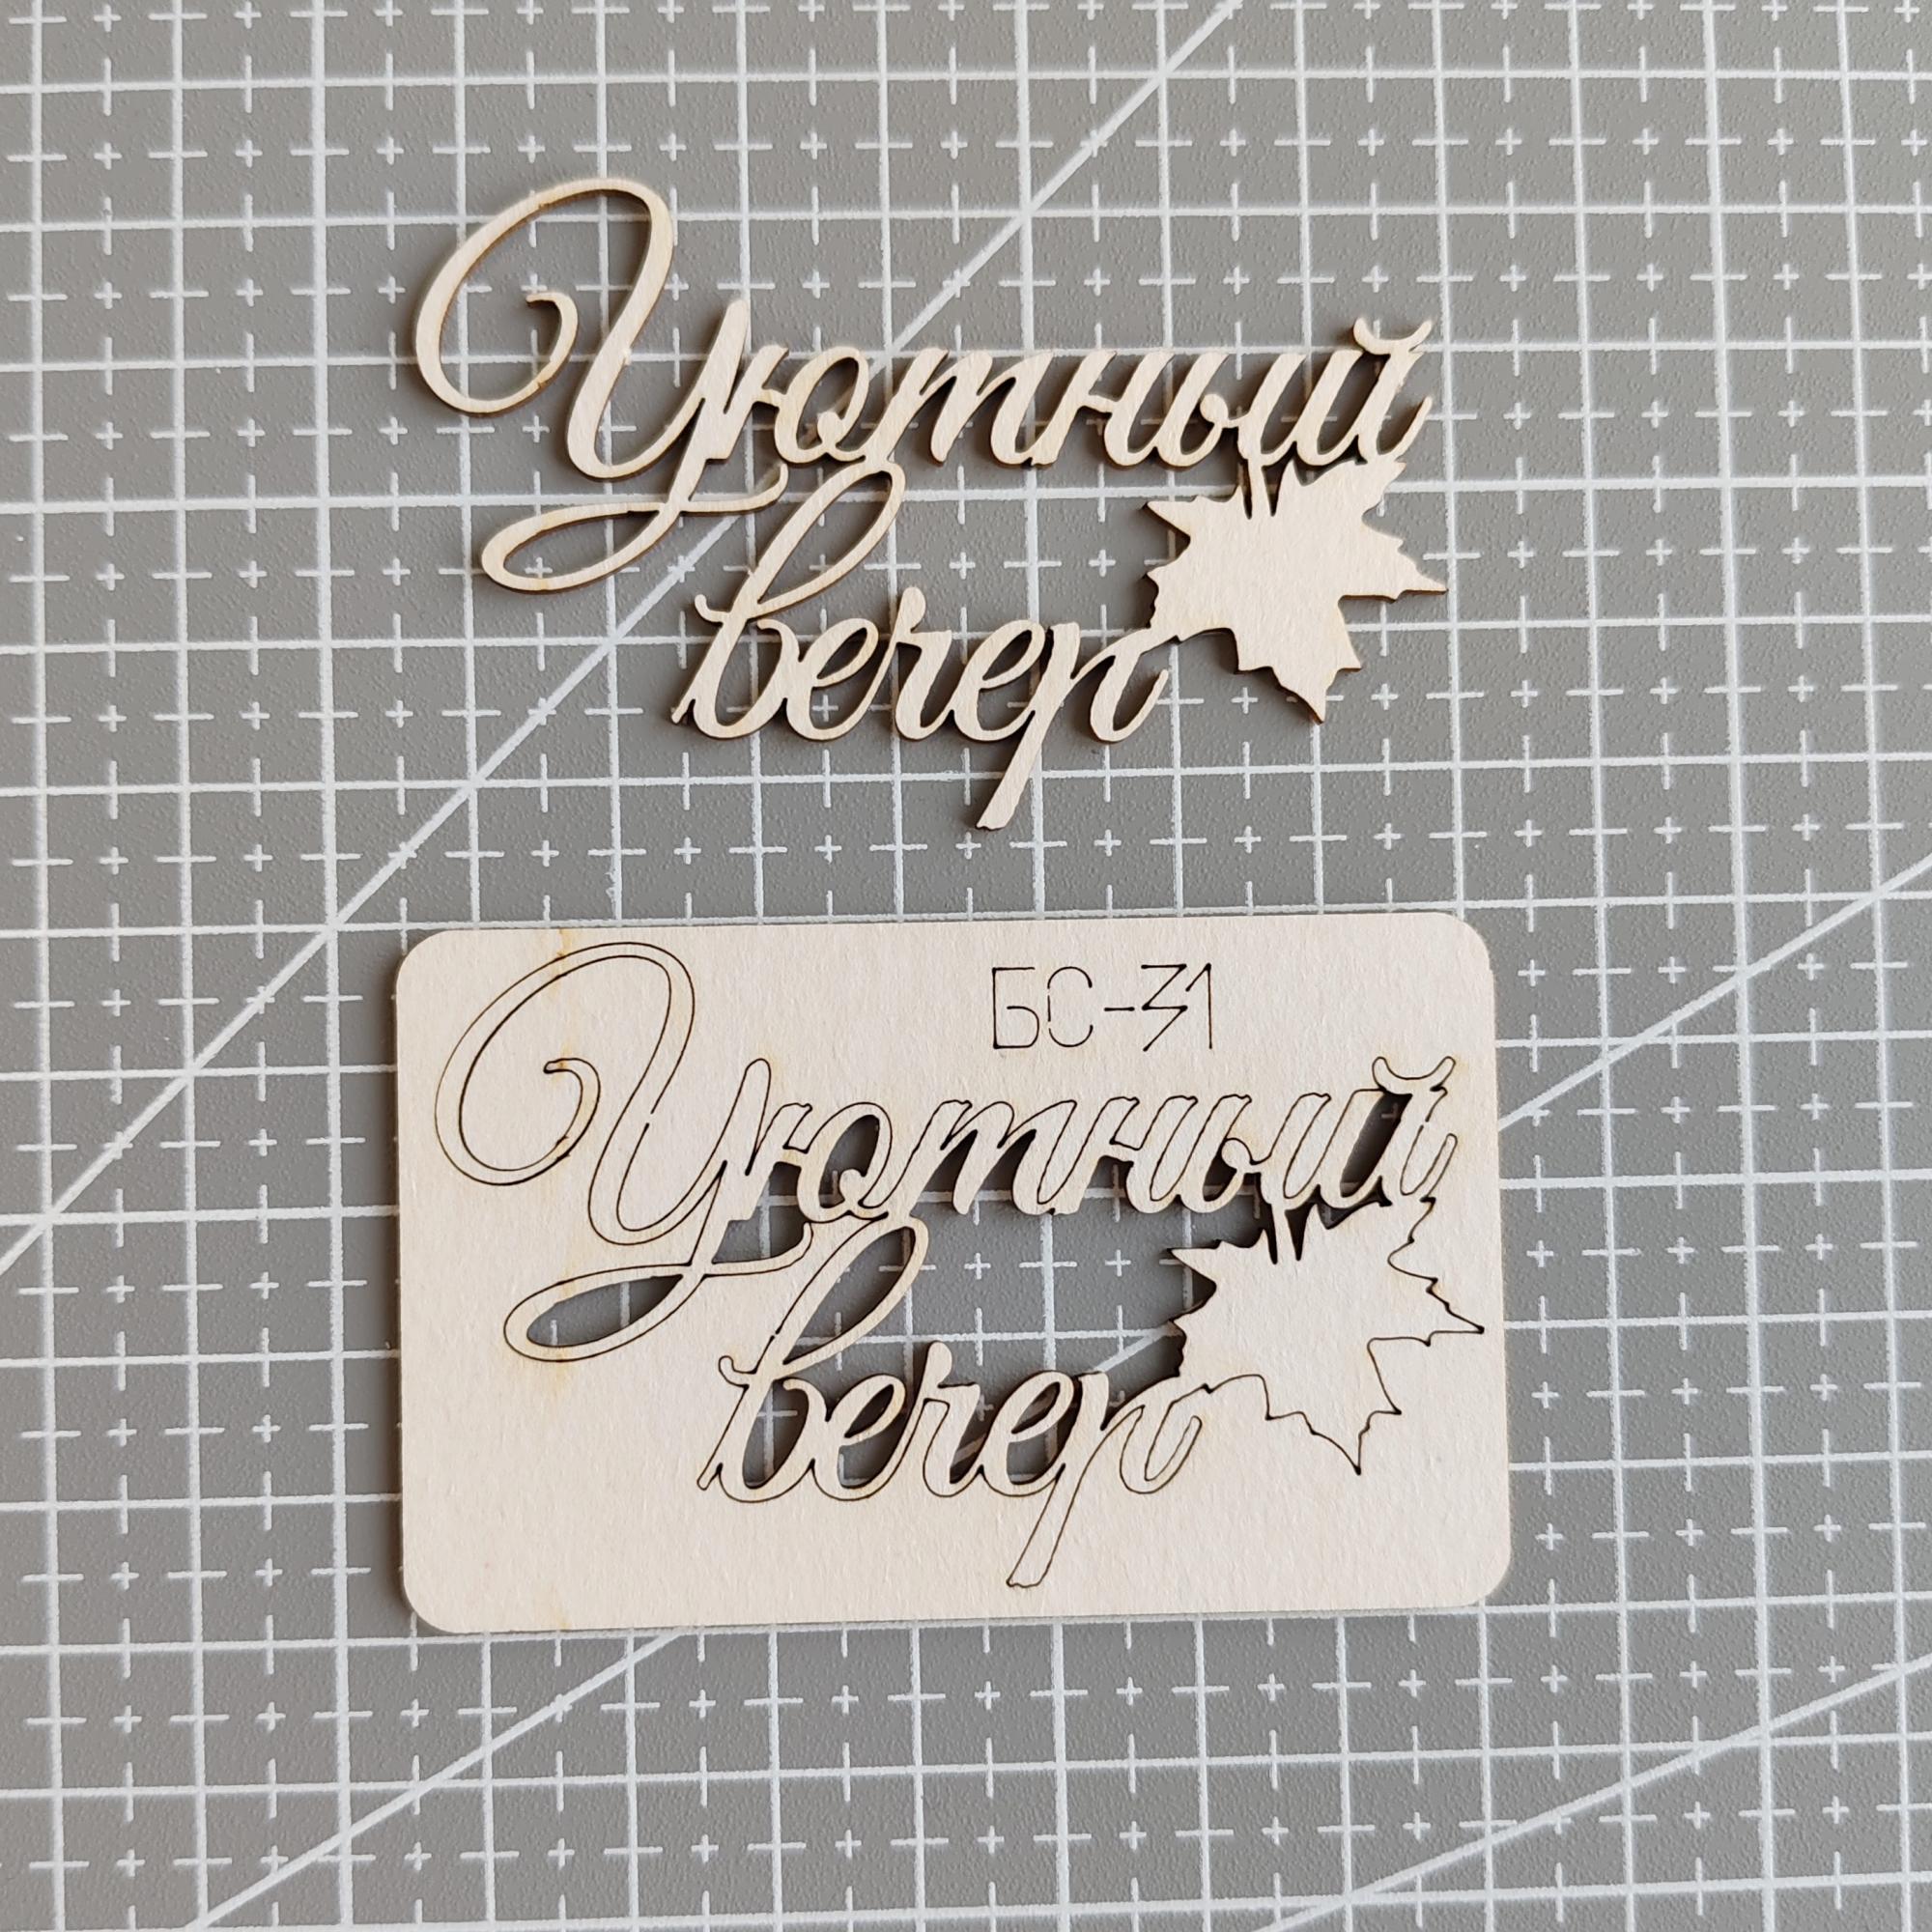 Уютный
вечер
БС-31
Уютный
вечер